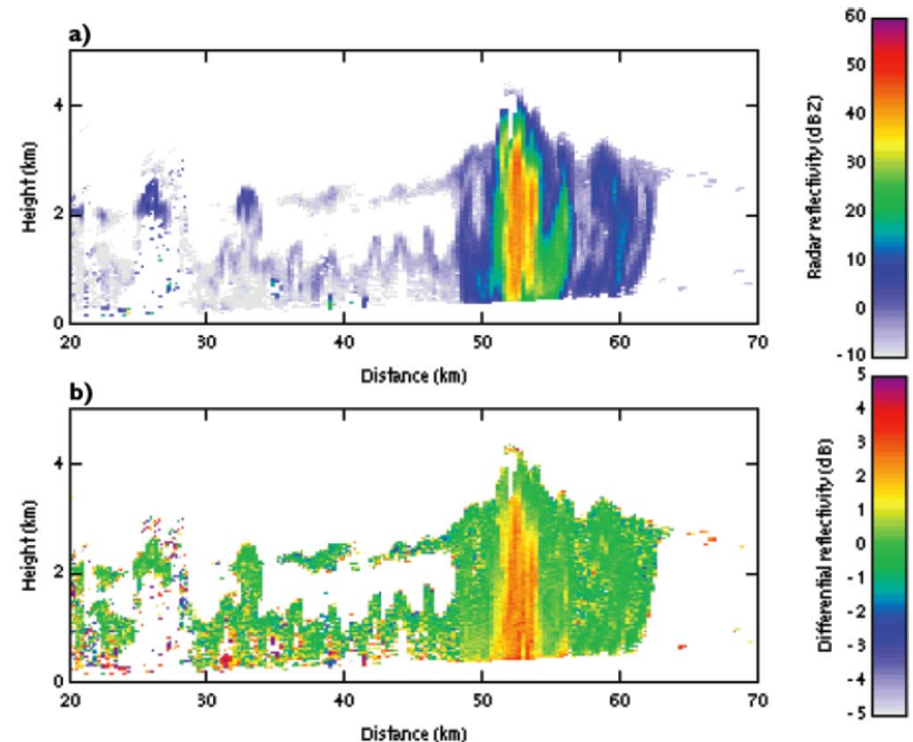 a)
60
50
40
30
20
10
0
-10
Radar reflectivity (dBZ)
Height (km)
4
2
0
20 30 40 50 60 70
Distance (km)
b)
5
4
3
2
1
0
-1
-2
-3
-4
-5
Differential reflectivity (dB)
Height (km)
4
2
0
20 30 40 50 60 70
Distance (km)